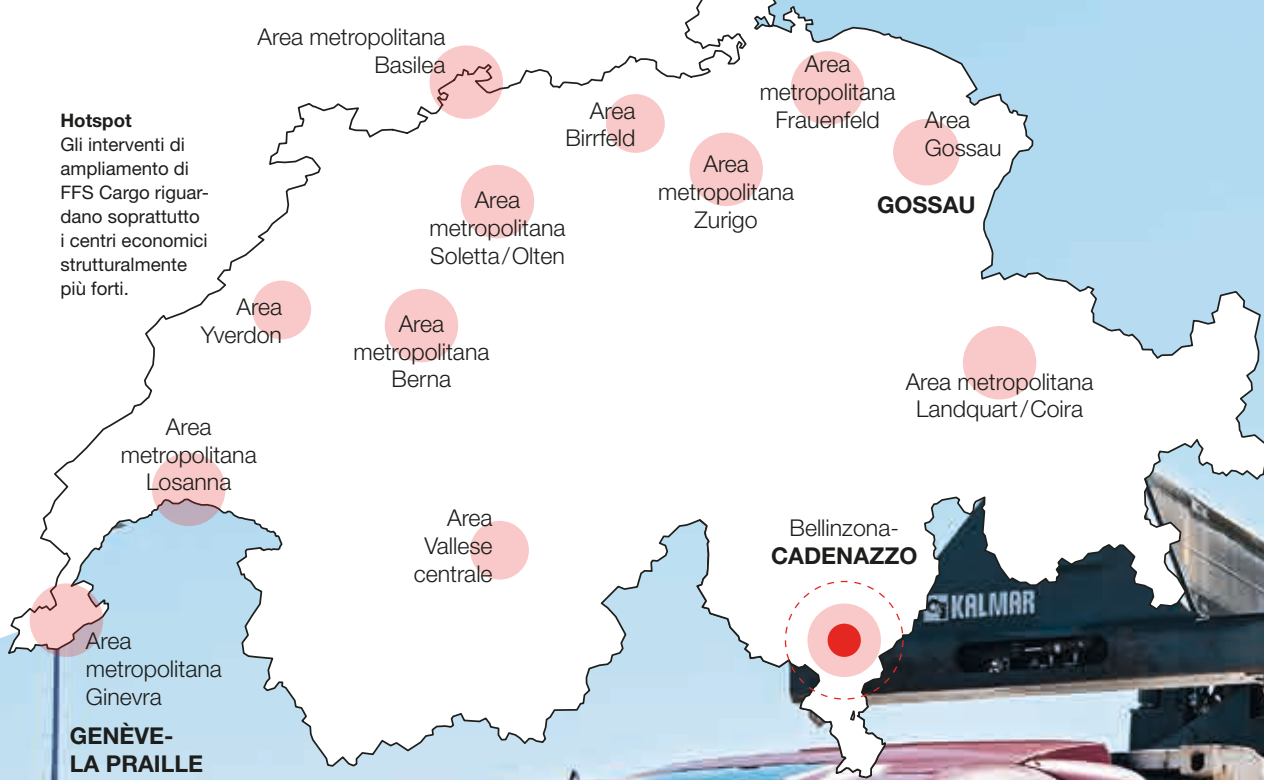 Area metropolitana
Basilea
Hotspot
Gli interventi di
ampliamento di
FFS Cargo riguar-
dano soprattutto
i centri economici
strutturalmente
più forti.
Area
Birrfeld
Area
metropolitana
Frauenfeld
Area
Gossau
GOSSAU
Area
metropolitana
Zurigo
Area
metropolitana
Soletta/Olten
Area
Yverdon
Area
metropolitana
Berna
Area metropolitana
Landquart/Coira
Area
metropolitana
Losanna
Area
Vallese
centrale
Bellinzona-
CADENAZZO
KALMAR
Area
metropolitana
Ginevra
GENÈVE-
LA PRAILLE